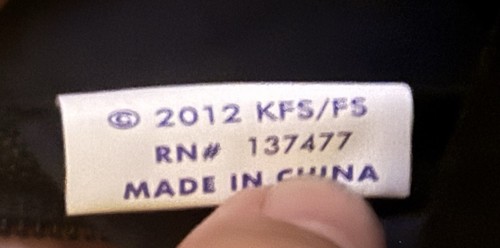 © 2012 KFS/FS
RN# 137477
MADE IN CHINA